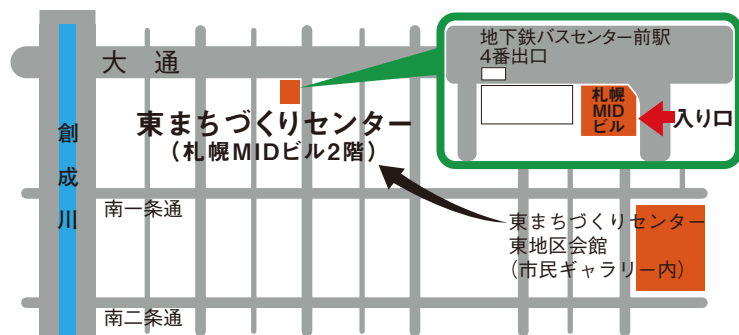 大通
地下鉄バスセンター前駅
4番出口
札幌
MID
ビル
入り口
東まちづくりセンター
(札幌MIDビル2階)
創成川
南一条通
東まちづくりセンター
東地区会館
(市民ギャラリー内)
南二条通